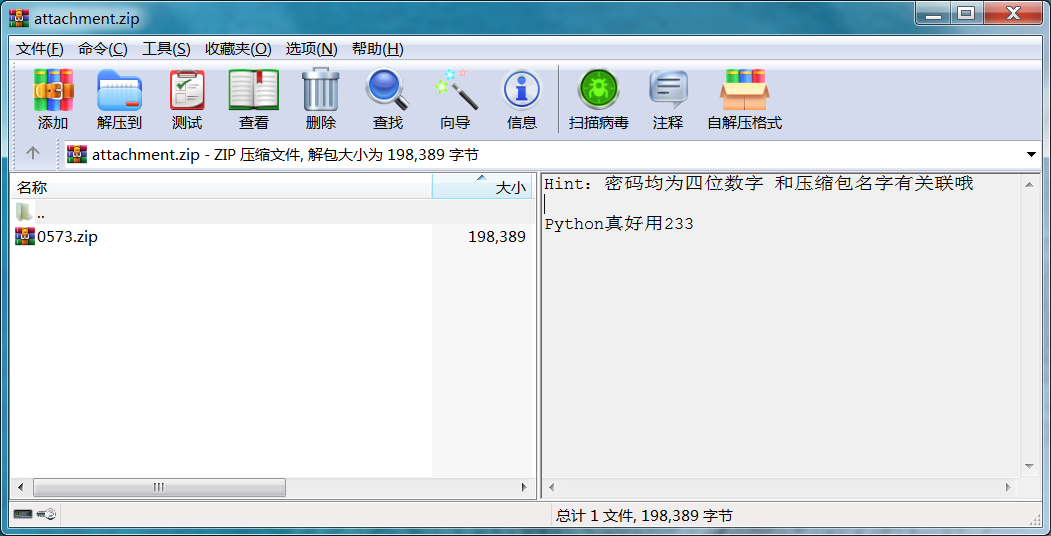 attachment.zip
文件(F) 命令(C) 工具(S) 收藏夹(O) 选项(N) 帮助(H)
添加 解压到 测试 查看 删除 查找 向导 信息 扫描病毒 注释 自解压格式
attachment.zip - ZIP 压缩文件, 解包大小为 198,389 字节
名称 大小
..
0573.zip 198,389
Hint: 密码均为四位数字 和压缩包名字有关联哦
Python真好用233
总计 1 文件, 198,389 字节